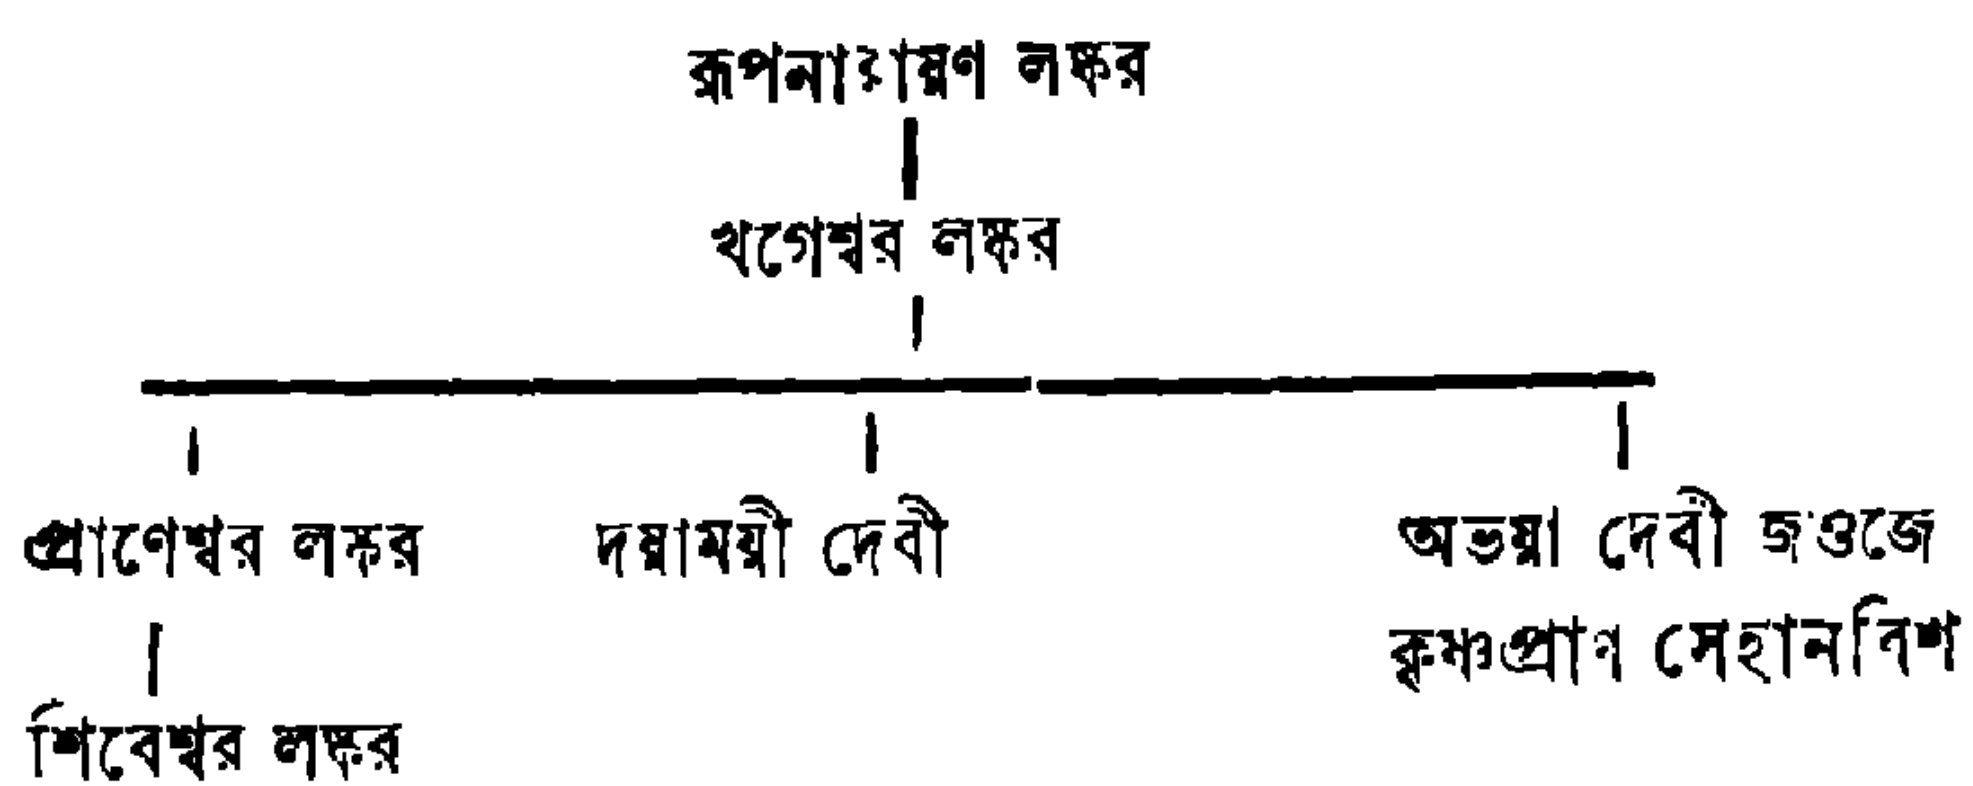 রূপনারায়ণ লস্কর
খগেশ্বর লস্কর
প্রাণেশ্বর লস্কর দয়াময়ী দেবী অভয়া দেবী জওজে
কৃষ্ণপ্রাণ সেহানবিশ
শিবেশ্বর লস্কর